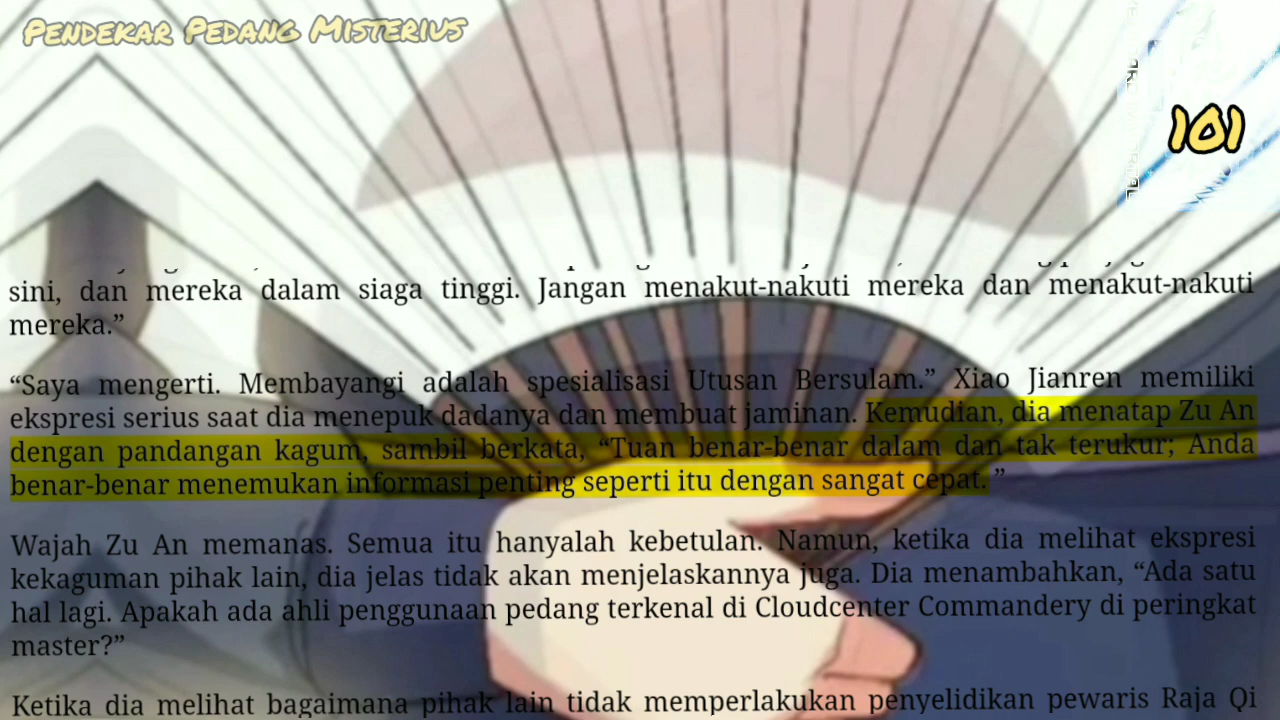 Pendekar Pedang Misterius
101
sini, dan mereka dalam siaga tinggi. Jangan menakut-nakuti mereka dan menakut-nakuti
mereka.”
“Saya mengerti. Membayangi adalah spesialisasi Utusan Bersulam.” Xiao Jianren memiliki
ekspresi serius saat dia menepuk dadanya dan membuat jaminan. Kemudian, dia menatap Zu An
dengan pandangan kagum, sambil berkata, “Tuan benar-benar dalam dan tak terukur; Anda
benar-benar menemukan informasi penting seperti itu dengan sangat cepat. ”
Wajah Zu An memanas. Semua itu hanyalah kebetulan. Namun, ketika dia melihat ekspresi
kekaguman pihak lain, dia jelas tidak akan menjelaskannya juga. Dia menambahkan, “Ada satu
hal lagi. Apakah ada ahli penggunaan pedang terkenal di Cloudcenter Commandery di peringkat
master?”
Ketika dia melihat bagaimana pihak lain tidak memperlakukan penyelidikan pewaris Raja Qi